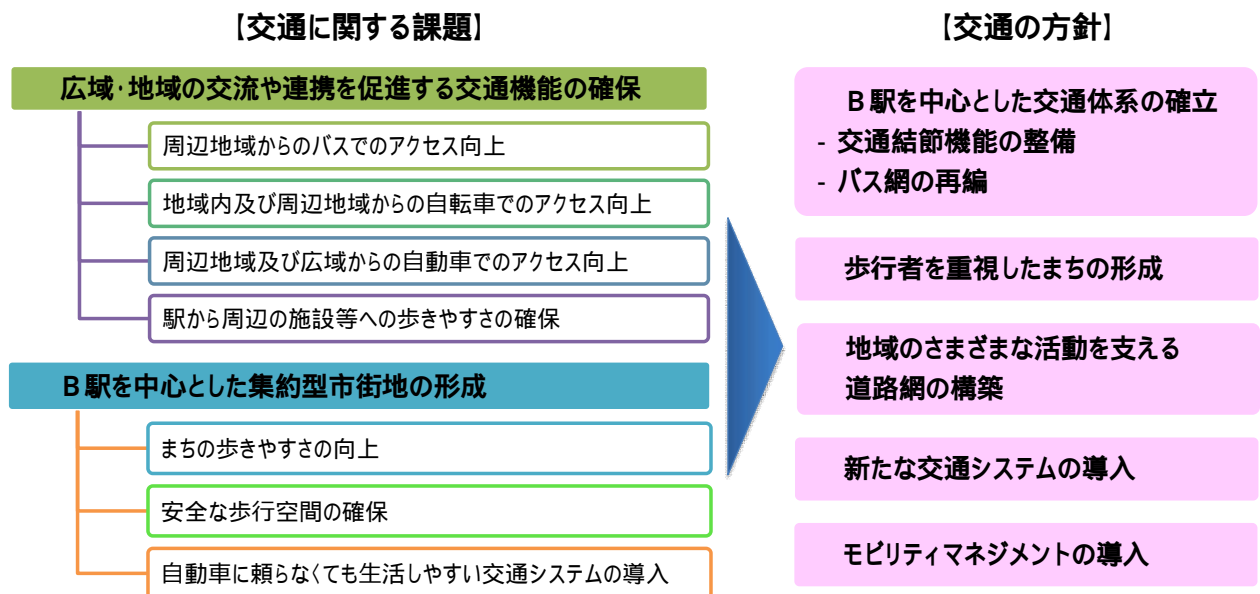 【交通に関する課題】
広域・地域の交流や連携を促進する交通機能の確保
周辺地域からのバスでのアクセス向上
地域内及び周辺地域からの自転車でのアクセス向上
周辺地域及び広域からの自動車でのアクセス向上
駅から周辺の施設等への歩きやすさの確保
B駅を中心とした集約型市街地の形成
まちの歩きやすさの向上
安全な歩行空間の確保
自動車に頼らなくても生活しやすい交通システムの導入
【交通の方針】
B駅を中心とした交通体系の確立
- 交通結節機能の整備
- バス網の再編
歩行者を重視したまちの形成
地域のさまざまな活動を支える
道路網の構築
新たな交通システムの導入
モビリティマネジメントの導入